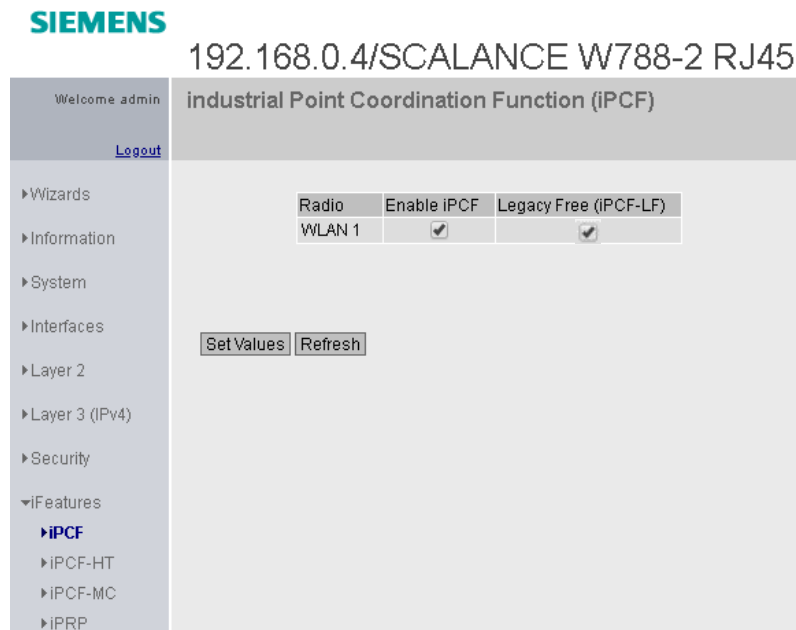 SIEMENS
192.168.0.4/SCALANCE W788-2 RJ45
Welcome admin
industrial Point Coordination Function (iPCF)
Logout
Wizards
Information
System
Interfaces
Layer 2
Layer 3 (IPv4)
Security
iFeatures
iPCF
iPCF-HT
iPCF-MC
iPRP
Radio Enable iPCF Legacy Free (iPCF-LF)
WLAN 1
Set Values Refresh